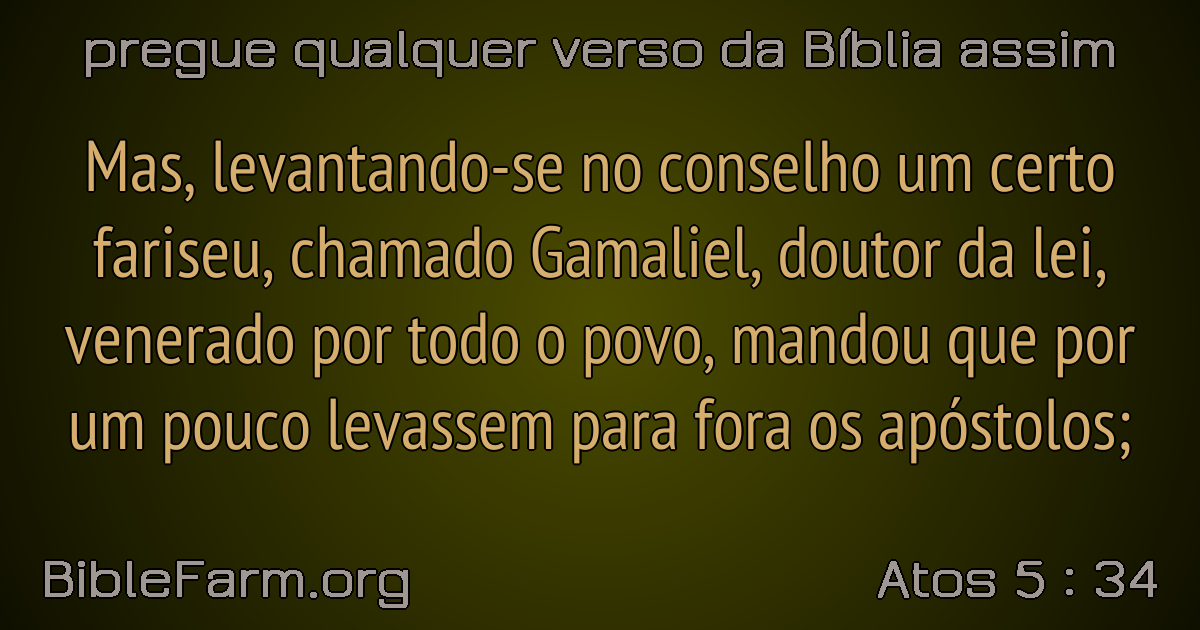 pregue qualquer verso da Bíblia assim
Mas, levantando-se no conselho um certo
fariseu, chamado Gamaliel, doutor da lei,
venerado por todo o povo, mandou que por
um pouco levassem para fora os apóstolos;
BibleFarm.org
Atos 5 : 34